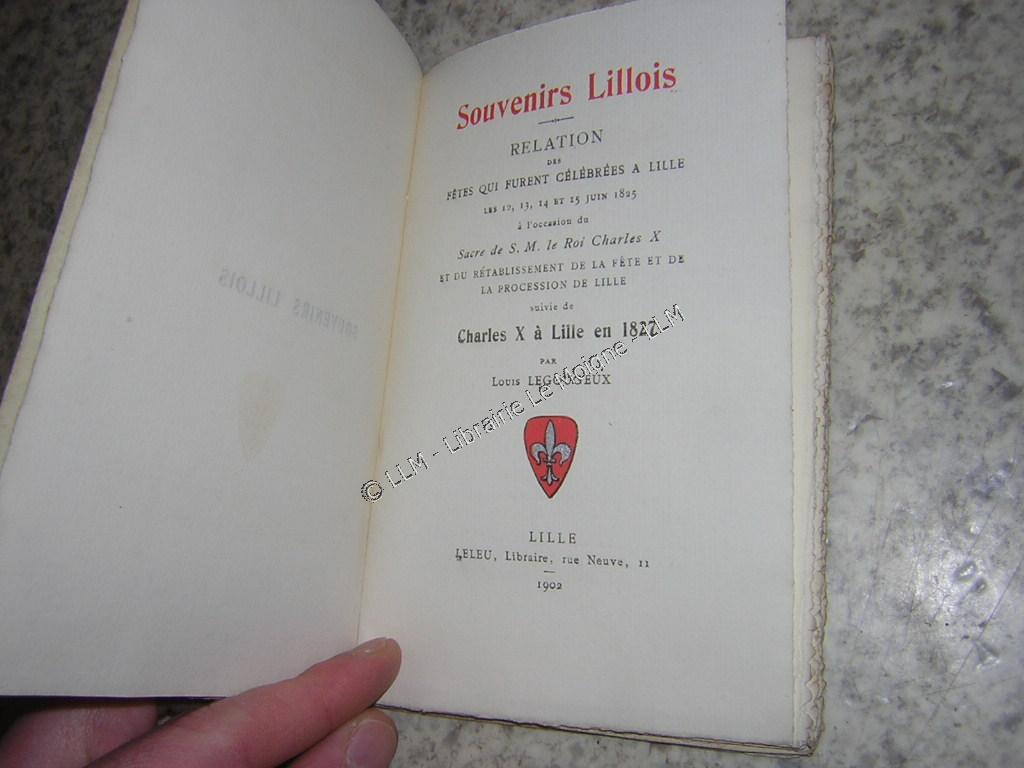 Souvenirs Lillois
RELATION
DES
FÊTES QUI FURENT CÉLÉBRÉES A LILLE
LES 12, 13, 14 ET 15 JUIN 1825
à l'occasion du
Sacre de S. M. le Roi Charles X
ET DU RÉTABLISSEMENT DE LA FÊTE ET DE
LA PROCESSION DE LILLE
suivie de
Charles X à Lille en 1827
PAR
Louis
LILLE
LELEU, Libraire, rue Neuve, 11
1902
SOUVENIRS LILLOIS
© LLM - Librairie Le Moigne - LLM